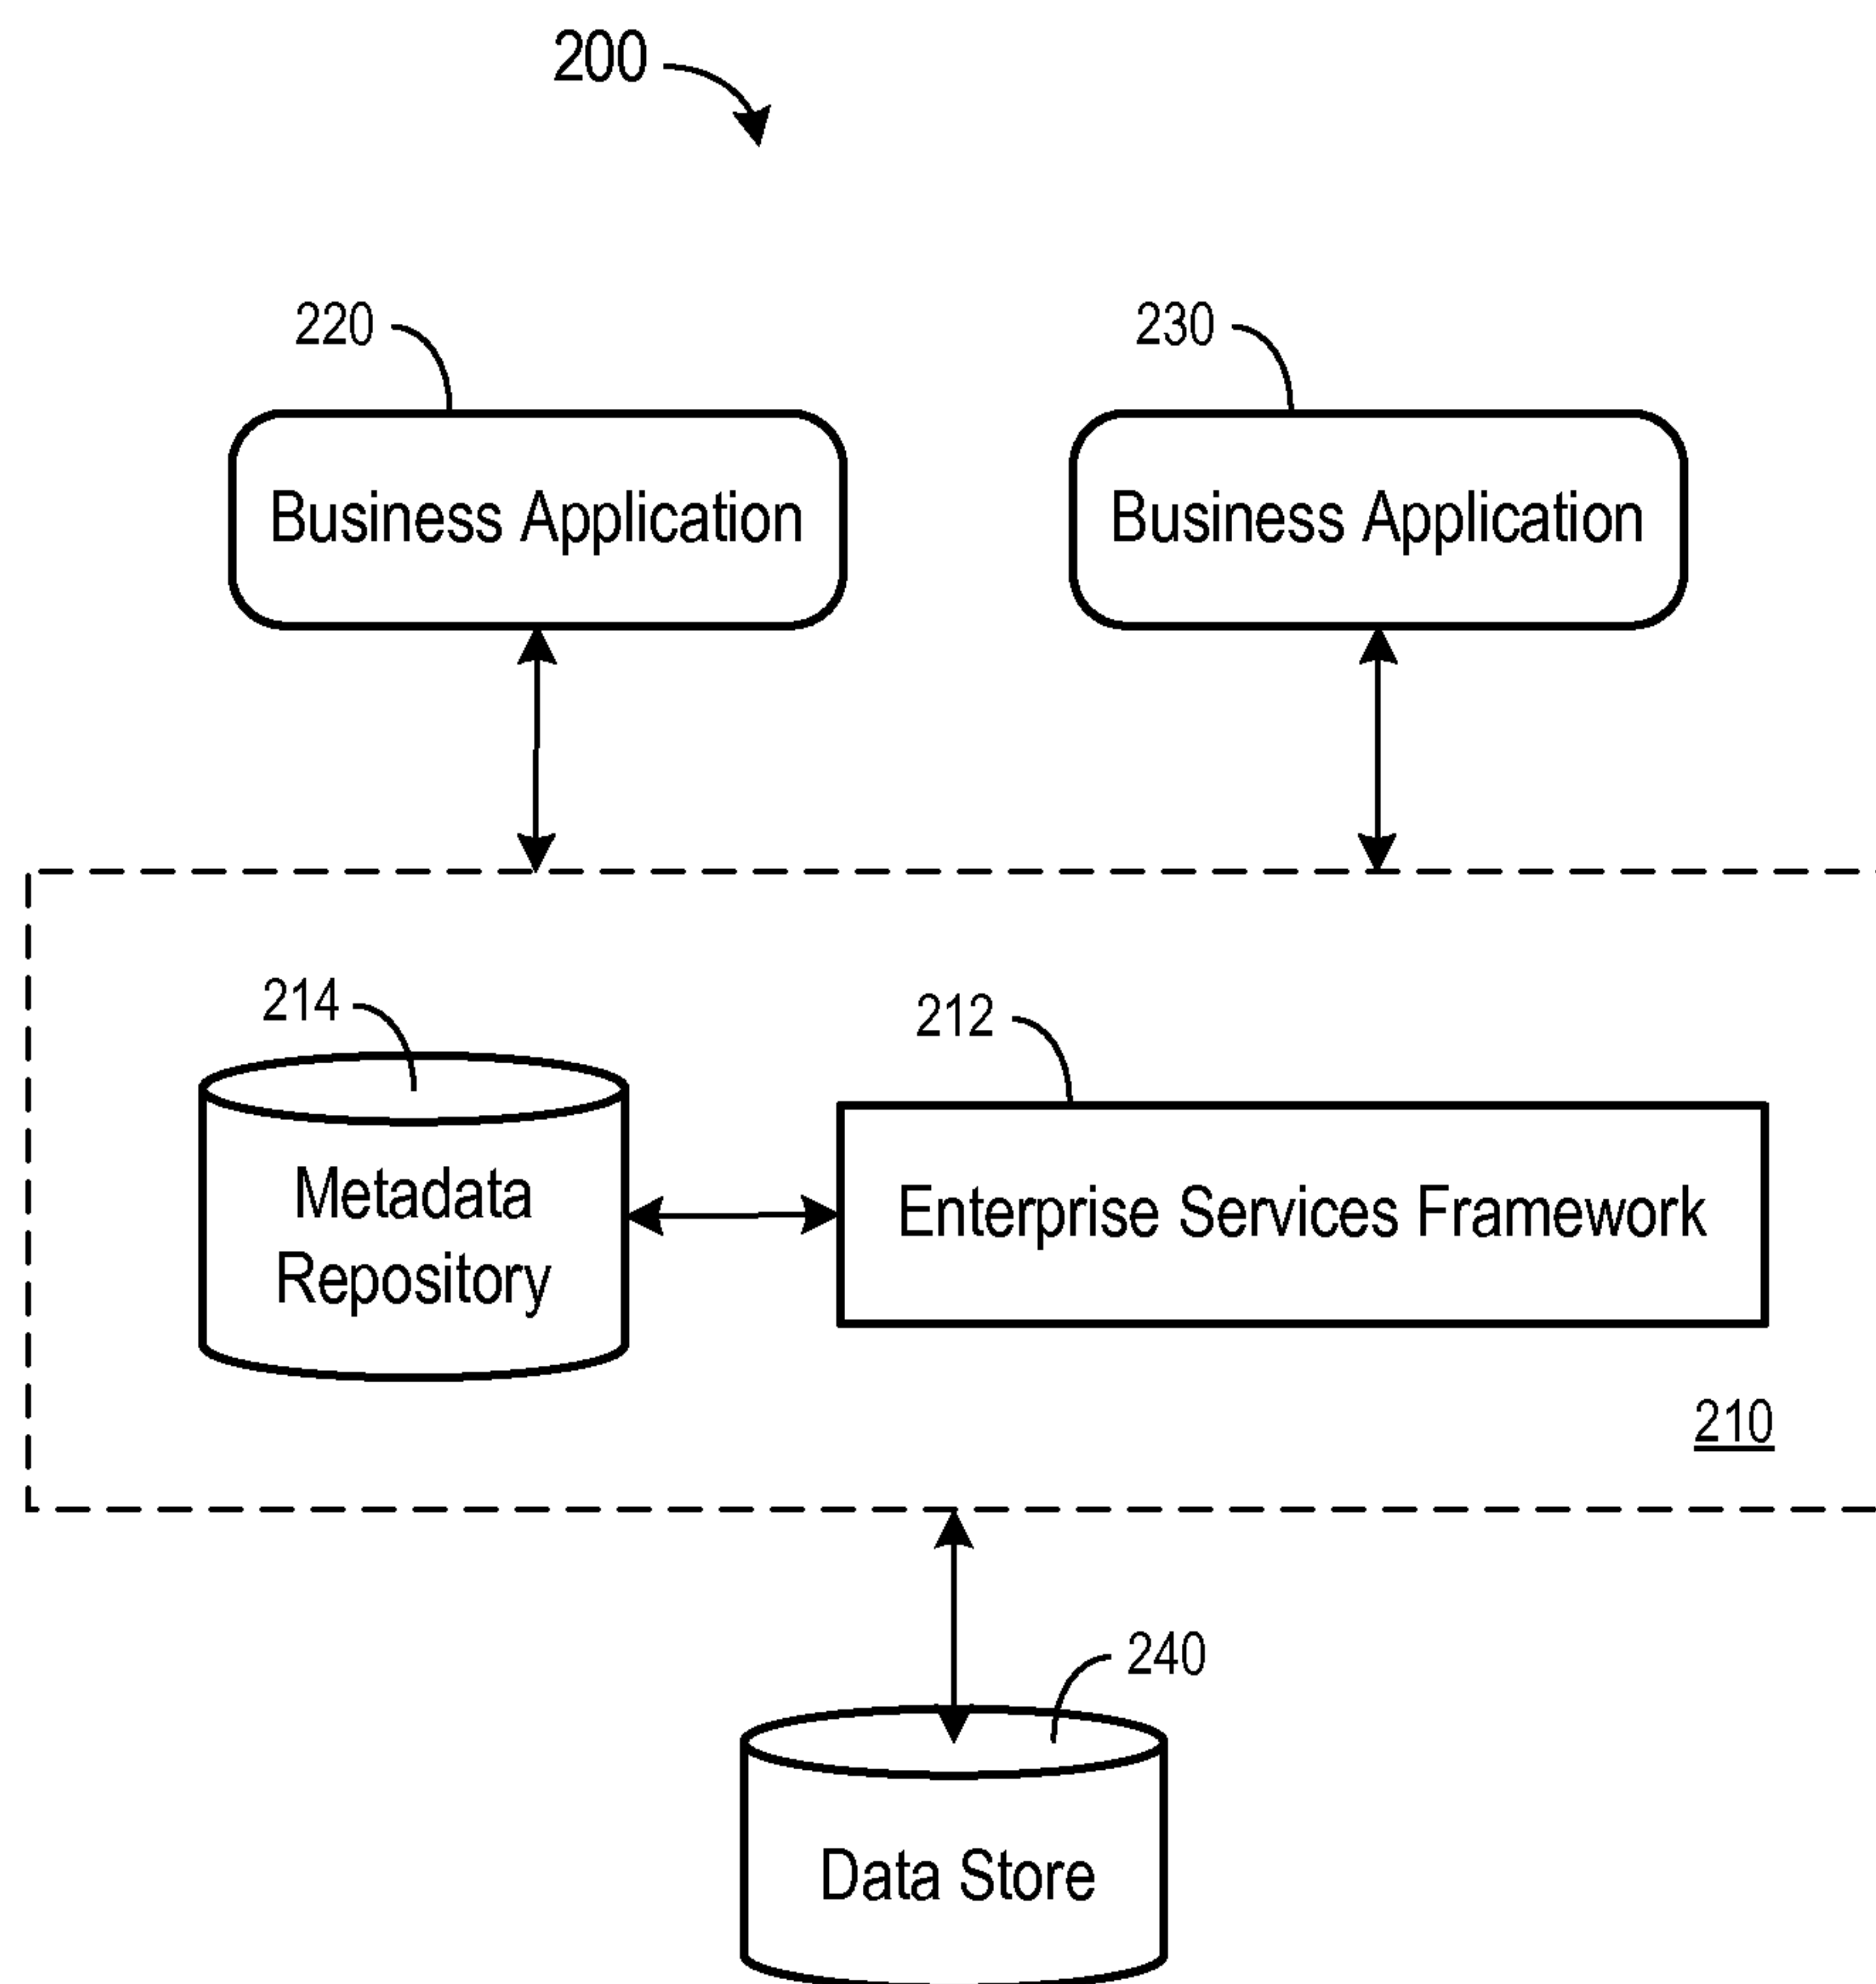 200
220
230
Business Application
Business Application
214
212
Metadata
Repository
Enterprise Services Framework
210
240
Data Store